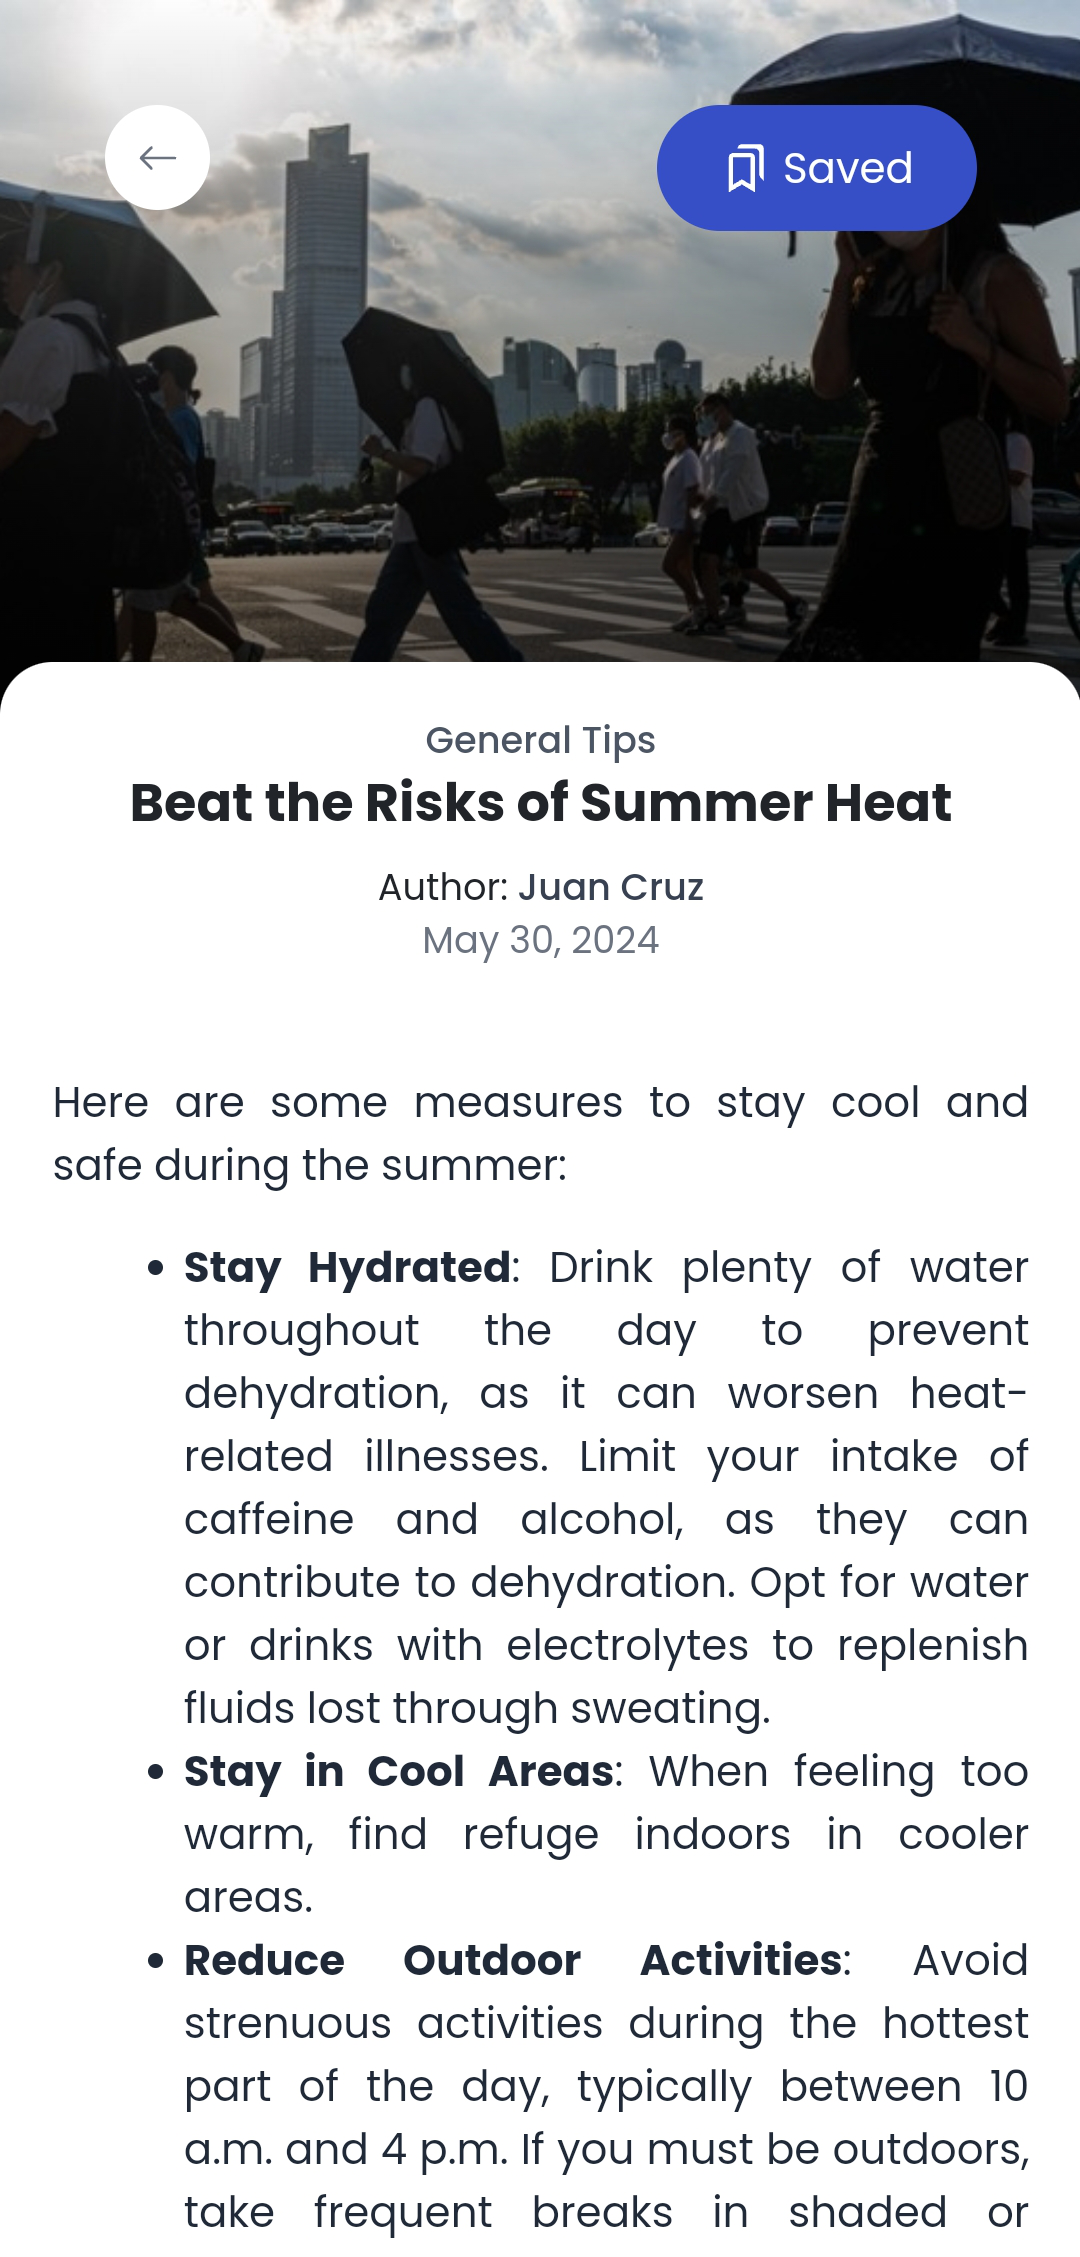 Saved
General Tips
Beat the Risks of Summer Heat
Author: Juan Cruz
May 30, 2024
Here are some measures to stay cool and
safe during the summer:
• Stay Hydrated: Drink plenty of water
throughout the day to prevent
dehydration, as it can worsen heat-
related illnesses. Limit your intake of
caffeine and alcohol, as they can
contribute to dehydration. Opt for water
or drinks with electrolytes to replenish
fluids lost through sweating.
• Stay in Cool Areas: When feeling too
warm, find refuge indoors in cooler
areas.
• Reduce Outdoor Activities: Avoid
strenuous activities during the hottest
part of the day, typically between 10
a.m. and 4 p.m. If you must be outdoors,
take frequent breaks in shaded or